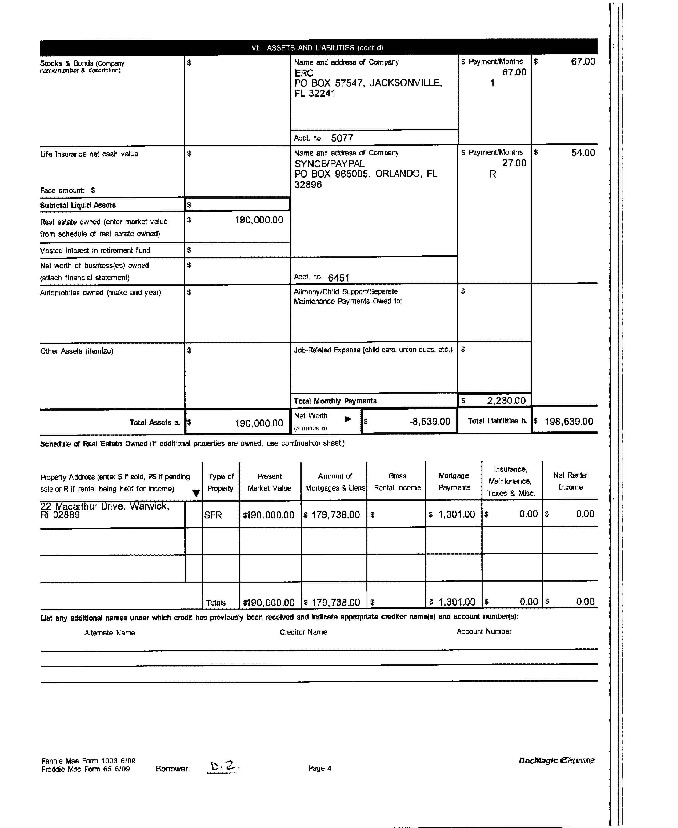 VI. ASSETS AND LIABILITIES (cont'd)
Stocks & Bonds (Company name/number & description) $
Name and address of Company
ERC
PO BOX 57547, JACKSONVILLE,
FL 32241
$ Payment/Months
67.00
1
$ 67.00
Acct. no. 5077
Life insurance net cash value $
Face amount: $
Name and address of Company
SYNCB/PAYPAL
PO BOX 965005, ORLANDO, FL
32896
$ Payment/Months
27.00
R
$ 54.00
Subtotal Liquid Assets $
Real estate owned (enter market value
from schedule of real estate owned) $ 190,000.00
Vested interest in retirement fund $
Net worth of business(es) owned
(attach financial statement) $
Acct. no. 6451
Automobiles owned (make and year) $
Alimony/Child Support/Separate
Maintenance Payments Owed to: $
Other Assets (itemize) $
Job-Related Expense (child care, union dues, etc.) $
Total Monthly Payments $ 2,230.00
Total Assets a. $ 190,000.00
Net Worth
(a minus b) $ -8,639.00
Total Liabilities b. $ 198,639.00
Schedule of Real Estate Owned (if additional properties are owned, use continuation sheet)
Property Address (enter S if sold, PS if pending
sale or R if rental being held for income)
Type of
Property
Present
Market Value
Amount of
Mortgages & Liens
Gross
Rental Income
Mortgage
Payments
Insurance,
Maintenance,
Taxes & Misc.
Net Rental
Income
22 Macarthur Drive, Warwick,
RI 02889
SFR $190,000.00 $ 179,738.00 $ $ 1,301.00 $ 0.00 $ 0.00
Totals $190,000.00 $ 179,738.00 $ $ 1,301.00 $ 0.00 $ 0.00
List any additional names under which credit has previously been received and indicate appropriate creditor name(s) and account number(s):
Alternate Name Creditor Name Account Number
Fannie Mae Form 1003 6/09
Freddie Mac Form 65 6/09
Borrower D.Z.
Page 4
DocMagic